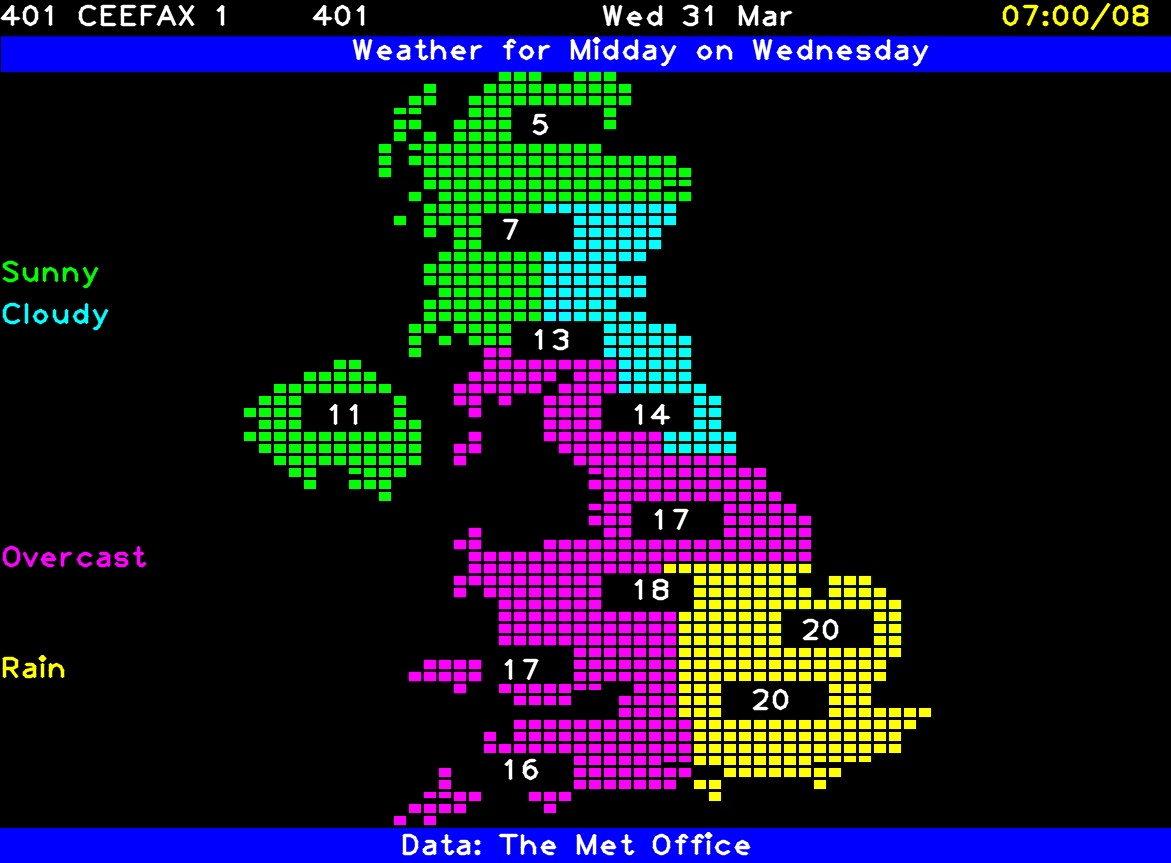 401 CEEFAX 1 401 Wed 31 Mar 07:00/08
Weather for Midday on Wednesday
5
7
Sunny
Cloudy
13
11
14
17
Overcast
18
20
Rain
17
20
16
Data: The Met Office